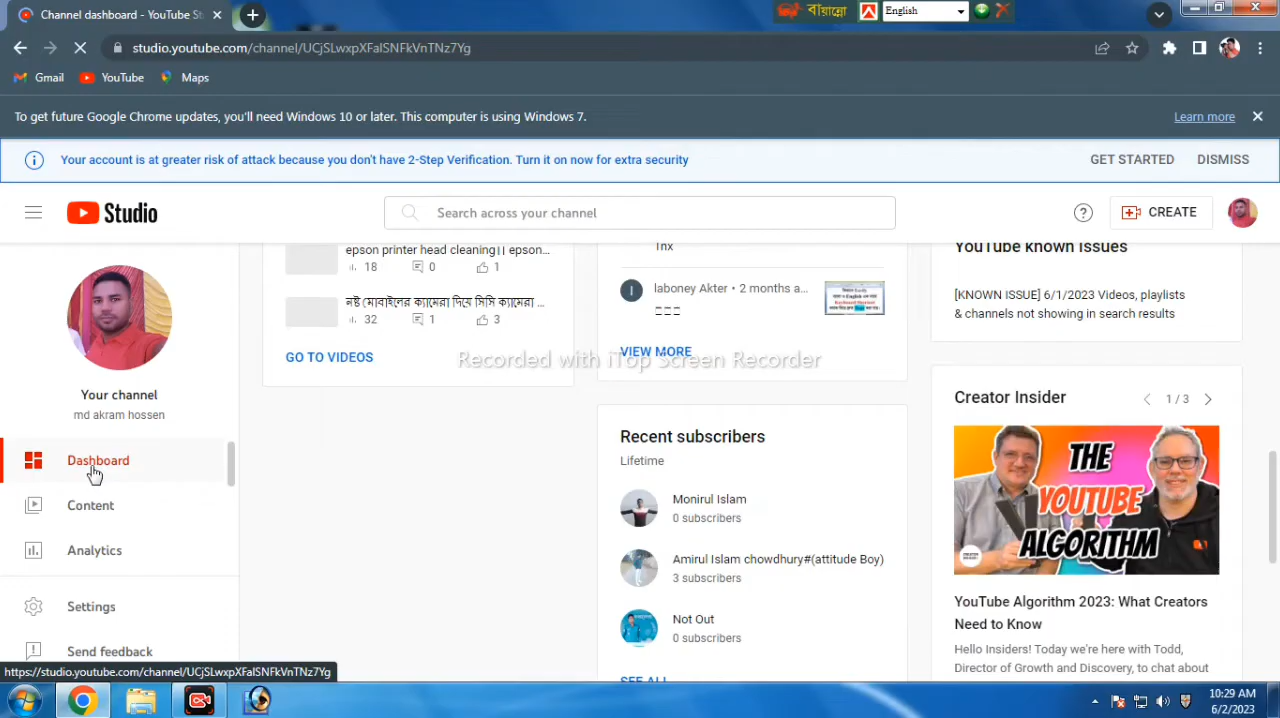 Channel dashboard - YouTube St
বায়ান্নো
English
studio.youtube.com/channel/UCjSLwxpXFalSNFkVnTNz7Yg
Gmail
YouTube
Maps
To get future Google Chrome updates, you'll need Windows 10 or later. This computer is using Windows 7.
Learn more
Your account is at greater risk of attack because you don't have 2-Step Verification. Turn it on now for extra security
GET STARTED
DISMISS
Studio
Search across your channel
CREATE
Your channel
md akram hossen
Dashboard
Content
Analytics
Settings
Send feedback
https://studio.youtube.com/channel/UCjSLwxpXFalSNFkVnTNz7Yg
epson printer head cleaning।। epson...
18
0
1
নষ্ট মোবাইলের ক্যামেরা দিয়ে সিসি ক্যামেরা ...
32
1
3
GO TO VIDEOS
Tnx
laboney Akter • 2 months a...
_ _ _
VIEW MORE
Recorded with iTop Screen Recorder
Recent subscribers
Lifetime
Monirul Islam
0 subscribers
Amirul Islam chowdhury#(attitude Boy)
3 subscribers
Not Out
0 subscribers
SEE ALL
YouTube known issues
[KNOWN ISSUE] 6/1/2023 Videos, playlists
& channels not showing in search results
Creator Insider
1 / 3
THE
YOUTUBE
ALGORITHM
YouTube Algorithm 2023: What Creators
Need to Know
Hello Insiders! Today we're here with Todd,
Director of Growth and Discovery, to chat about
10:29 AM
6/2/2023